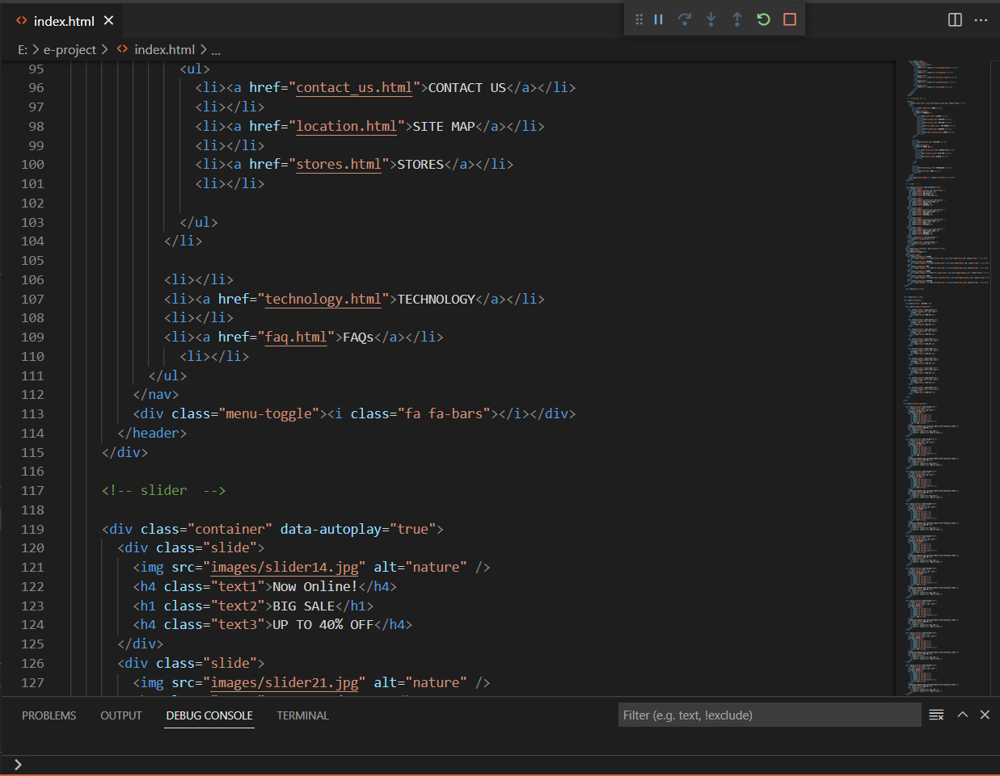 index.html
E: > e-project > index.html > ...
95 <ul>
96 <li><a href="contact_us.html">CONTACT US</a></li>
97 <li></li>
98 <li><a href="location.html">SITE MAP</a></li>
99 <li></li>
100 <li><a href="stores.html">STORES</a></li>
101 <li></li>
102
103 </ul>
104 </li>
105
106 <li></li>
107 <li><a href="technology.html">TECHNOLOGY</a></li>
108 <li></li>
109 <li><a href="faq.html">FAQs</a></li>
110 <li></li>
111 </ul>
112 </nav>
113 <div class="menu-toggle"><i class="fa fa-bars"></i></div>
114 </header>
115 </div>
116
117 <!-- slider  -->
118
119 <div class="container" data-autoplay="true">
120 <div class="slide">
121 <img src="images/slider14.jpg" alt="nature" />
122 <h4 class="text1">Now Online!</h4>
123 <h1 class="text2">BIG SALE</h1>
124 <h4 class="text3">UP TO 40% OFF</h4>
125 </div>
126 <div class="slide">
127 <img src="images/slider21.jpg" alt="nature" />
PROBLEMS OUTPUT DEBUG CONSOLE TERMINAL Filter (e.g. text, !exclude)
>